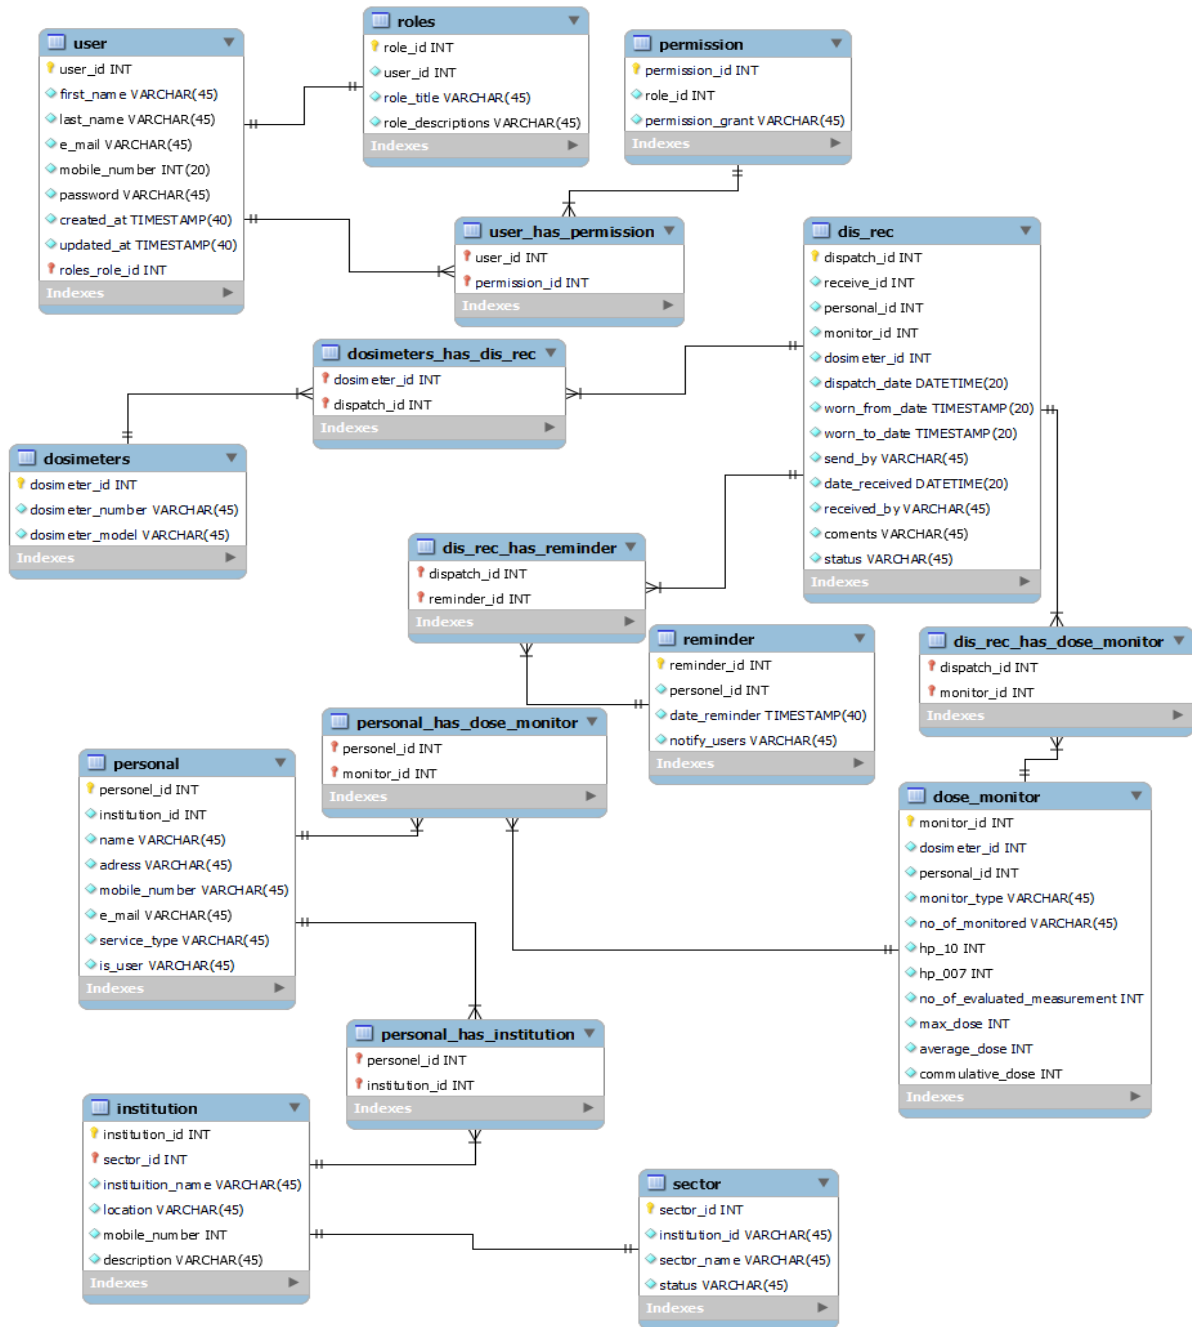 user
user_id INT
first_name VARCHAR(45)
last_name VARCHAR(45)
e_mail VARCHAR(45)
mobile_number INT(20)
password VARCHAR(45)
created_at TIMESTAMP(40)
updated_at TIMESTAMP(40)
roles_role_id INT
Indexes
roles
role_id INT
user_id INT
role_title VARCHAR(45)
role_descriptions VARCHAR(45)
Indexes
permission
permission_id INT
role_id INT
permission_grant VARCHAR(45)
Indexes
user_has_permission
user_id INT
permission_id INT
Indexes
dis_rec
dispatch_id INT
receive_id INT
personal_id INT
monitor_id INT
dosimeter_id INT
dispatch_date DATETIME(20)
worn_from_date TIMESTAMP(20)
worn_to_date TIMESTAMP(20)
send_by VARCHAR(45)
date_received DATETIME(20)
received_by VARCHAR(45)
coments VARCHAR(45)
status VARCHAR(45)
Indexes
dosimeters_has_dis_rec
dosimeter_id INT
dispatch_id INT
Indexes
dosimeters
dosimeter_id INT
dosimeter_number VARCHAR(45)
dosimeter_model VARCHAR(45)
Indexes
dis_rec_has_reminder
dispatch_id INT
reminder_id INT
Indexes
reminder
reminder_id INT
personel_id INT
date_reminder TIMESTAMP(40)
notify_users VARCHAR(45)
Indexes
dis_rec_has_dose_monitor
dispatch_id INT
monitor_id INT
Indexes
personal_has_dose_monitor
personel_id INT
monitor_id INT
Indexes
personal
personel_id INT
institution_id INT
name VARCHAR(45)
adress VARCHAR(45)
mobile_number VARCHAR(45)
e_mail VARCHAR(45)
service_type VARCHAR(45)
is_user VARCHAR(45)
Indexes
dose_monitor
monitor_id INT
dosimeter_id INT
personal_id INT
monitor_type VARCHAR(45)
no_of_monitored VARCHAR(45)
hp_10 INT
hp_007 INT
no_of_evaluated_measurement INT
max_dose INT
average_dose INT
commulative_dose INT
Indexes
personal_has_institution
personel_id INT
institution_id INT
Indexes
institution
institution_id INT
sector_id INT
instituition_name VARCHAR(45)
location VARCHAR(45)
mobile_number INT
description VARCHAR(45)
Indexes
sector
sector_id INT
institution_id VARCHAR(45)
sector_name VARCHAR(45)
status VARCHAR(45)
Indexes